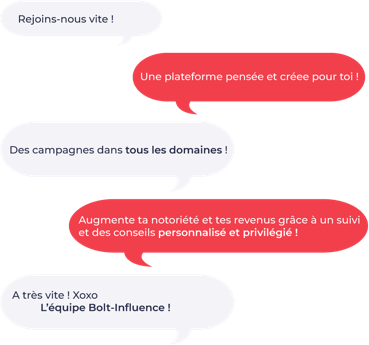 Rejoins-nous vite !
Une plateforme pensée et créee pour toi !
Des campagnes dans tous les domaines !
Augmente ta notoriété et tes revenus grâce à un suivi
et des conseils personnalisé et privilégié !
A très vite ! Xoxo
L'équipe Bolt-Influence !